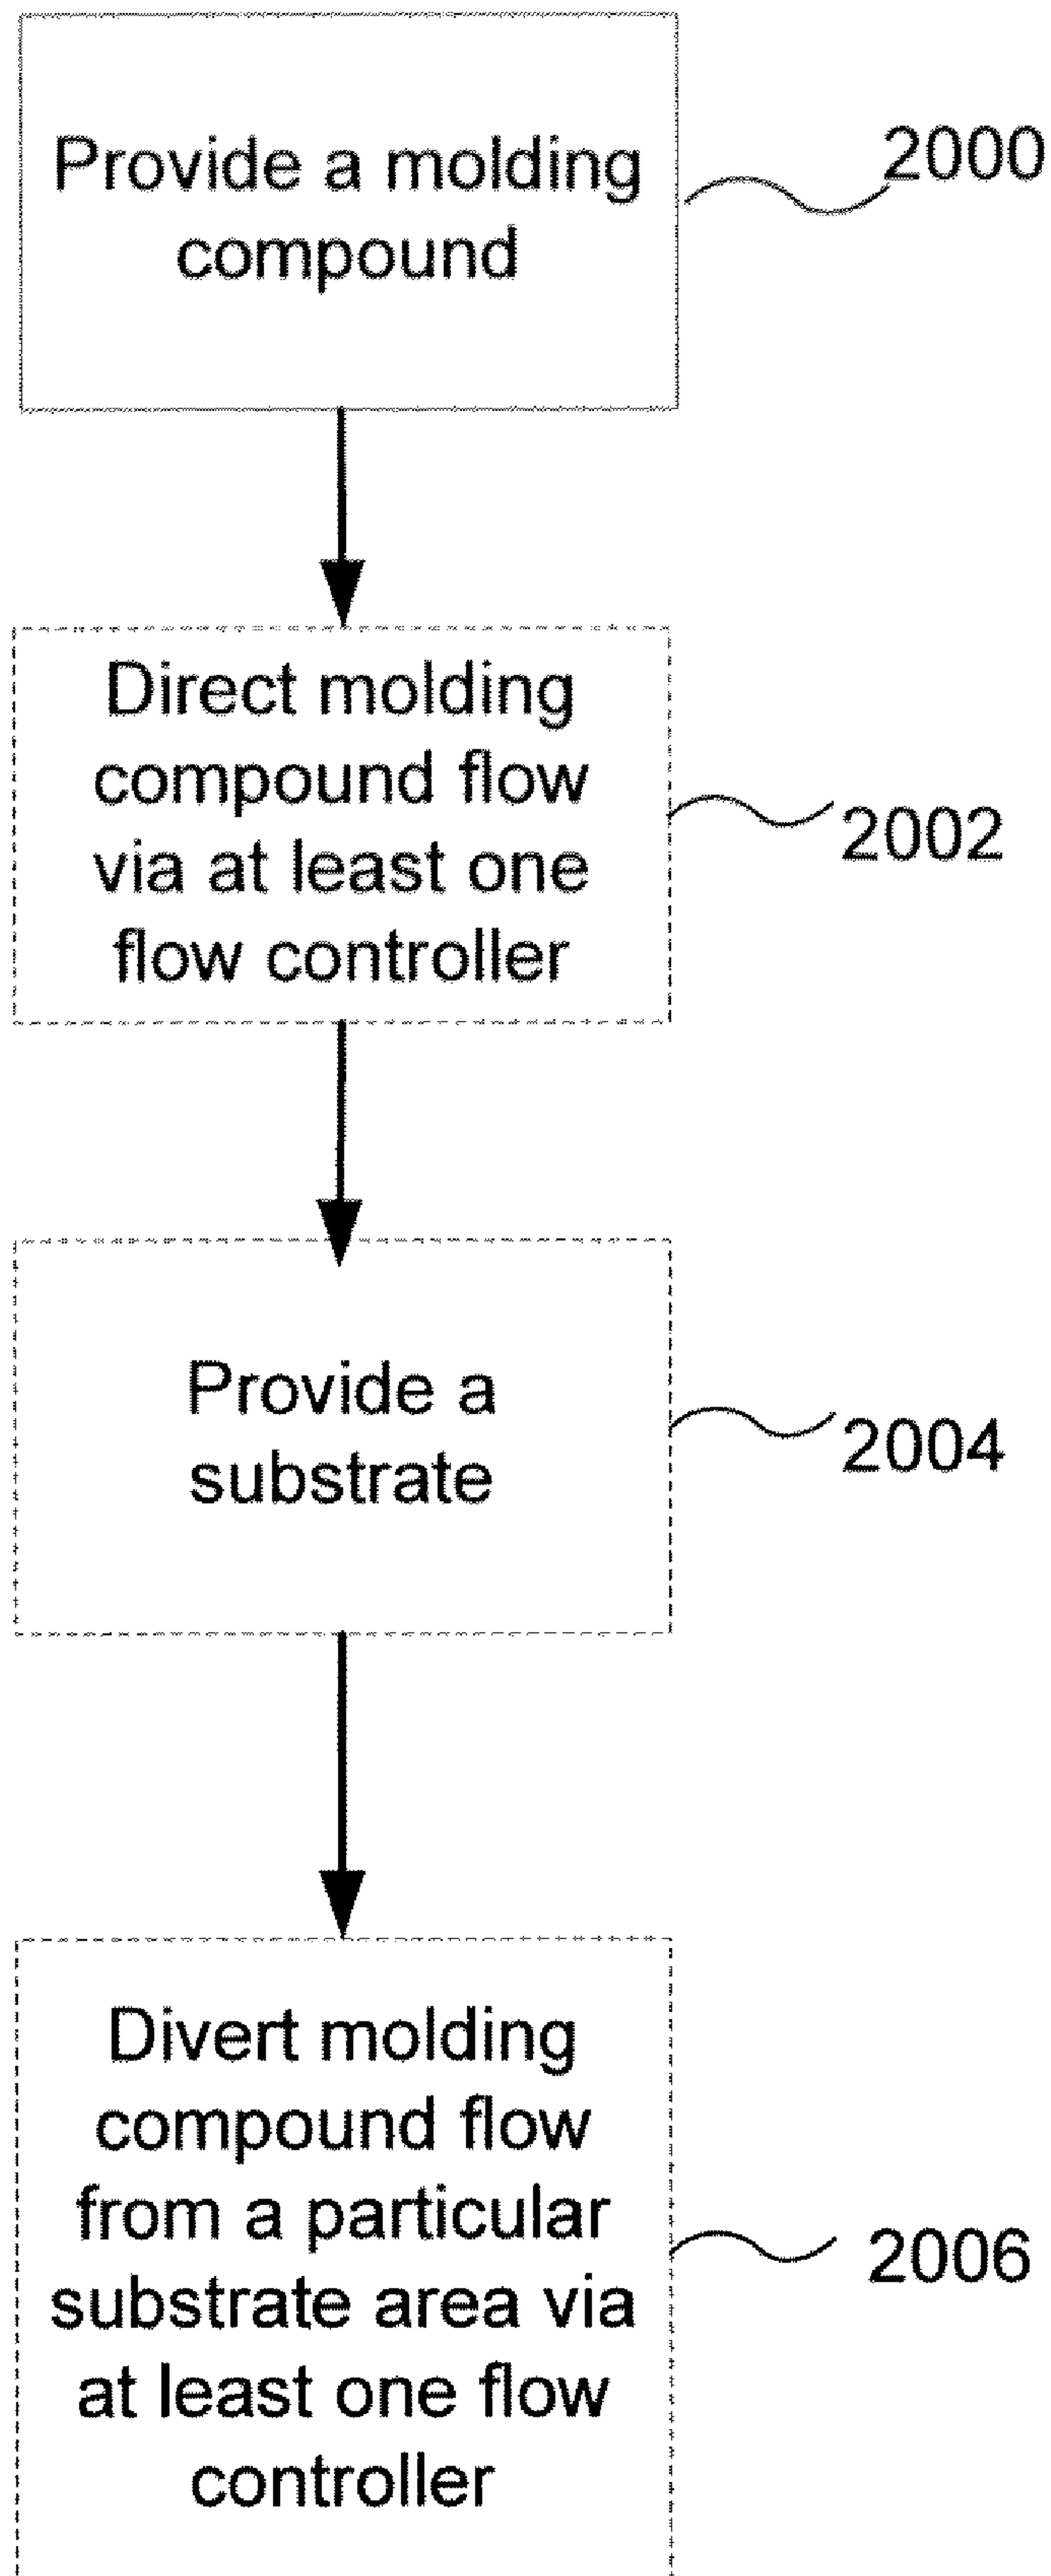 Provide a molding
compound
2000
Direct molding
compound flow
via at least one
flow controller
2002
Provide a
substrate
2004
Divert molding
compound flow
from a particular
substrate area via
at least one flow
controller
2006